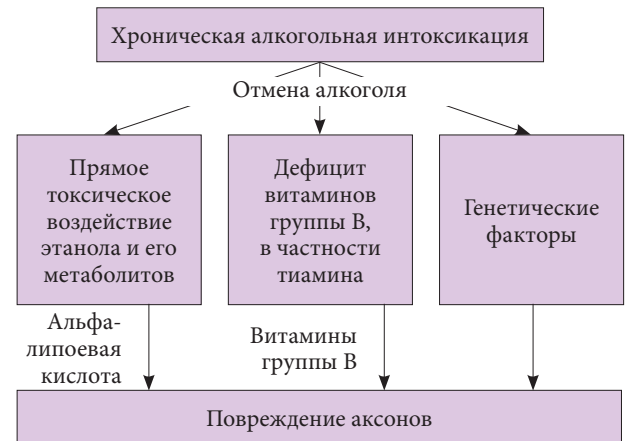 Хроническая алкогольная интоксикация
Отмена алкоголя
Прямое
токсическое
воздействие
этанола и его
метаболитов
Дефицит
витаминов
группы B,
в частности
тиамина
Генетические
факторы
Альфа-
липоевая
кислота
Витамины
группы B
Повреждение аксонов